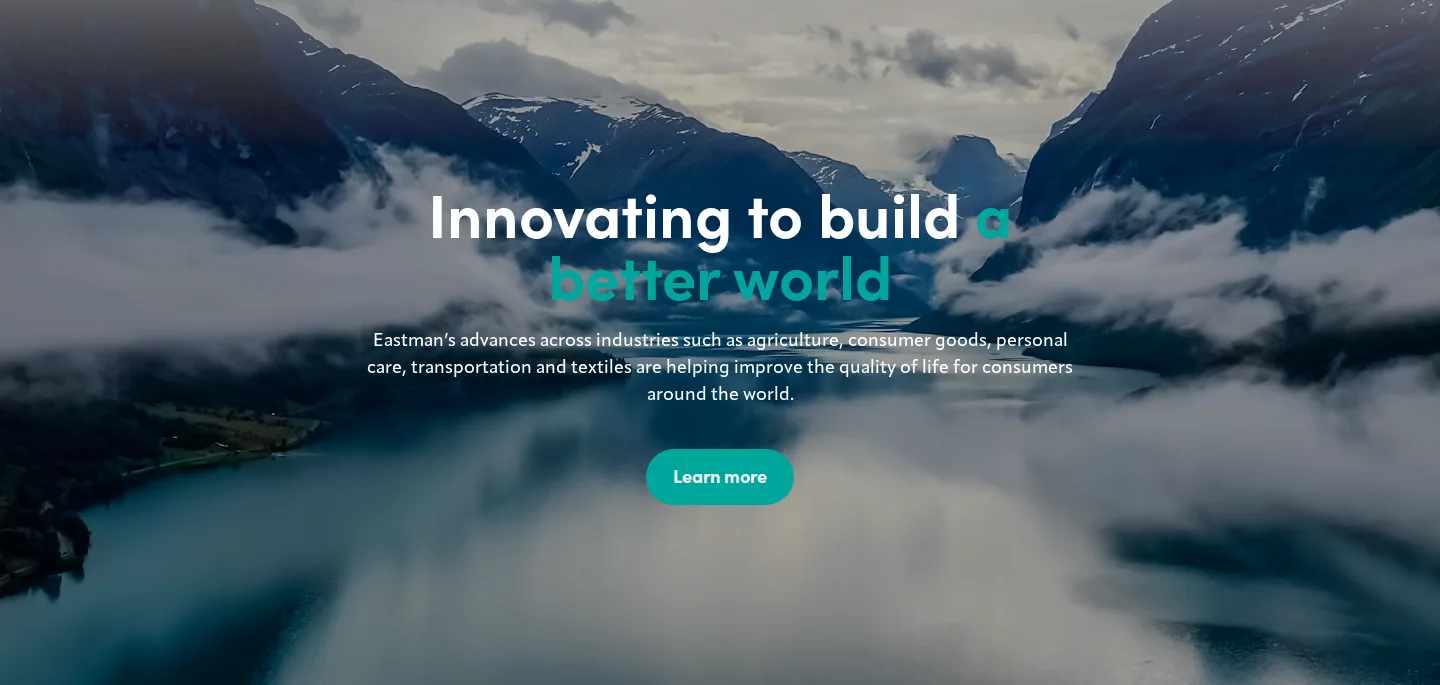 Innovating to build a
better world
Eastman’s advances across industries such as agriculture, consumer goods, personal
care, transportation and textiles are helping improve the quality of life for consumers
around the world.
Learn more